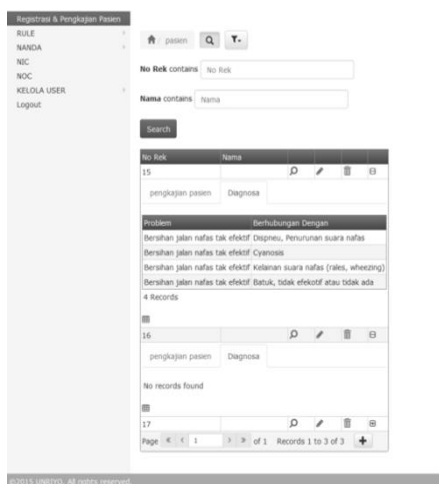 Registrasi & Pengkajian Pasien
RULE
NANDA
NIC
NOC
KELOLA USER
Logout
pasien
No Rek contains No Rek
Nama contains Nama
Search
No Rek Nama
15
pengkajian pasien Diagnosa
Problem Berhubungan Dengan
Bersihan jalan nafas tak efektif Dispneu, Penurunan suara nafas
Bersihan jalan nafas tak efektif Cyanosis
Bersihan jalan nafas tak efektif Kelainan suara nafas (rales, wheezing)
Bersihan jalan nafas tak efektif Batuk, tidak efekotif atau tidak ada
4 Records
16
pengkajian pasien Diagnosa
No records found
17
Page 1 of 1 Records 1 to 3 of 3
©2015 UNRIYO. All rights reserved.